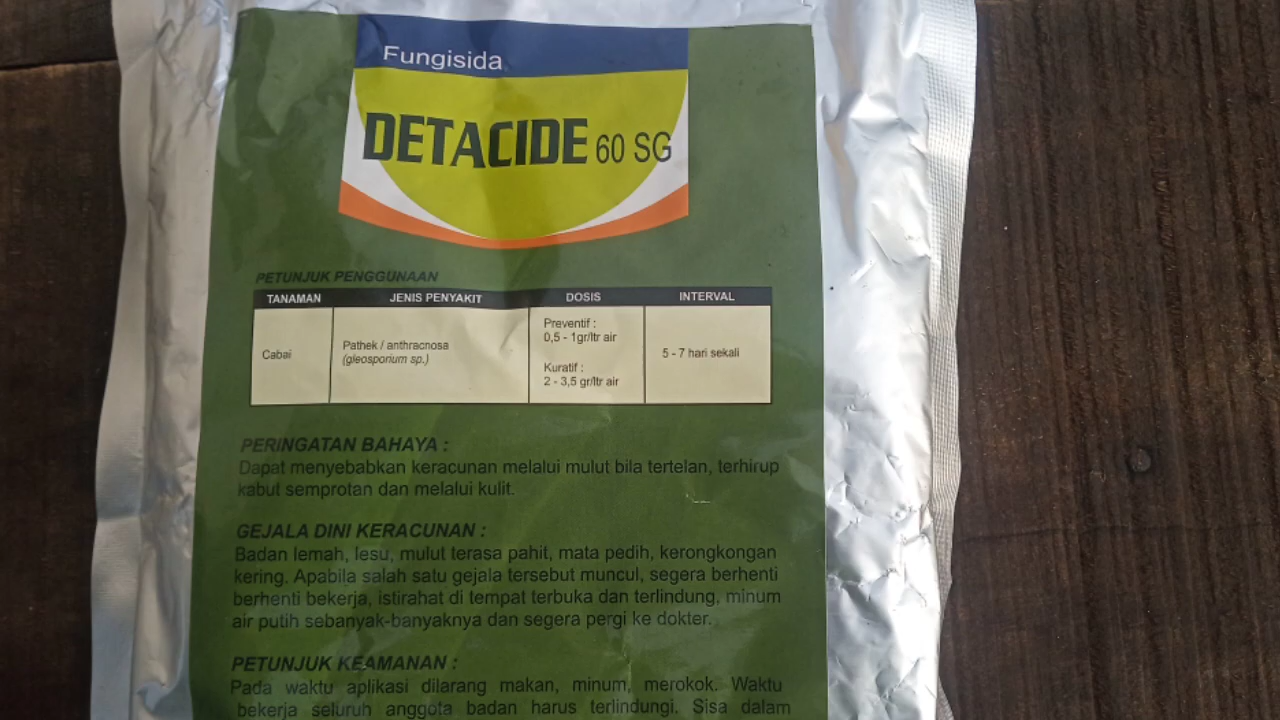 Fungisida
DETACIDE 60 SG
PETUNJUK PENGGUNAAN
TANAMAN JENIS PENYAKIT DOSIS INTERVAL
Cabai
Pathek / anthracnosa
(gleosporium sp.)
Preventif :
0,5 - 1gr/ltr air
Kuratif :
2 - 3,5 gr/ltr air
5 - 7 hari sekali
PERINGATAN BAHAYA :
Dapat menyebabkan keracunan melalui mulut bila tertelan, terhirup
kabut semprotan dan melalui kulit.
GEJALA DINI KERACUNAN :
Badan lemah, lesu, mulut terasa pahit, mata pedih, kerongkongan
kering. Apabila salah satu gejala tersebut muncul, segera berhenti
berhenti bekerja, istirahat di tempat terbuka dan terlindung, minum
air putih sebanyak-banyaknya dan segera pergi ke dokter.
PETUNJUK KEAMANAN :
Pada waktu aplikasi dilarang makan, minum, merokok. Waktu
bekerja seluruh anggota badan harus terlindungi. Sisa dalam